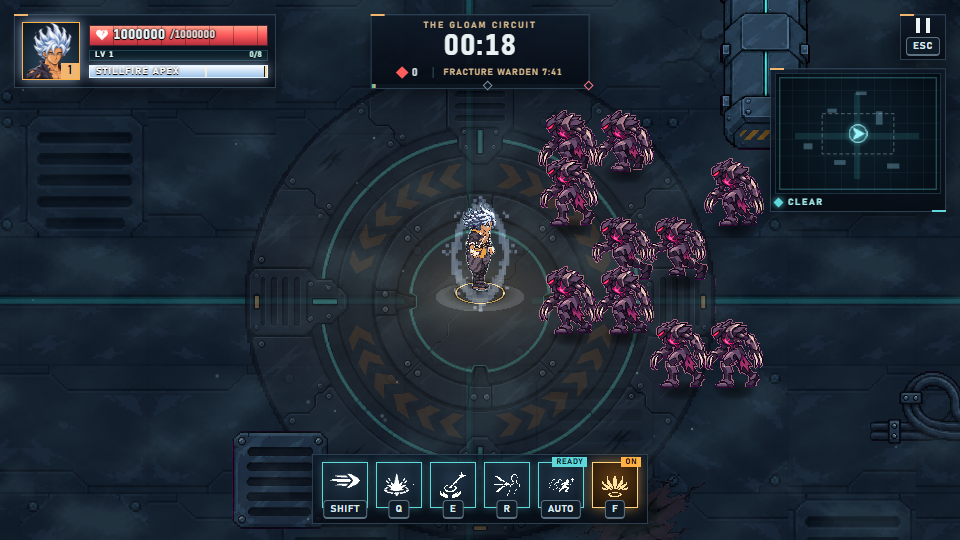 1
1000000 /1000000
LV 1
0/8
STILLFIRE APEX
THE GLOAM CIRCUIT
00:18
0
FRACTURE WARDEN 7:41
ESC
CLEAR
READY
ON
SHIFT
Q
E
R
AUTO
F